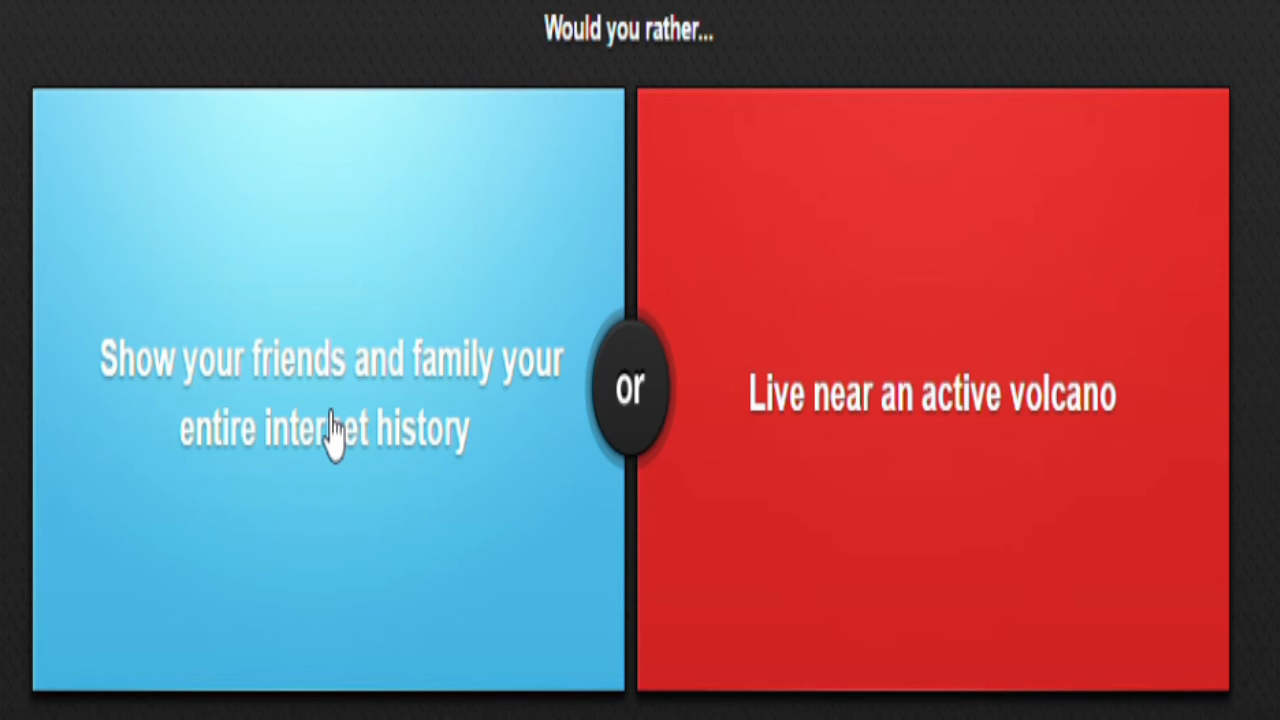 Would you rather...
Show your friends and family your
entire internet history
or
Live near an active volcano